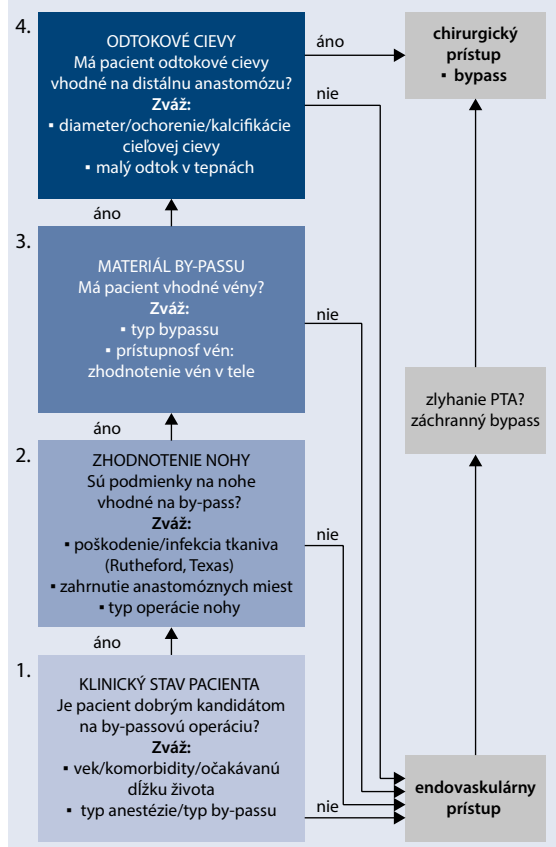 4.
ODTOKOVÉ CIEVY
Má pacient odtokové cievy
vhodné na distálnu anastomózu?
Zváž:
▪ diameter/ochorenie/kalcifikácie
cieľovej cievy
▪ malý odtok v tepnách
áno
nie
chirurgický
prístup
▪ bypass
áno
3.
MATERIÁL BY-PASSU
Má pacient vhodné vény?
Zváž:
▪ typ bypassu
▪ prístupnosť vén:
zhodnotenie vén v tele
nie
zlyhanie PTA?
záchranný bypass
áno
2.
ZHODNOTENIE NOHY
Sú podmienky na nohe
vhodné na by-pass?
Zváž:
▪ poškodenie/infekcia tkaniva
(Rutheford, Texas)
▪ zahrnutie anastomóznych miest
▪ typ operácie nohy
nie
áno
1.
KLINICKÝ STAV PACIENTA
Je pacient dobrým kandidátom
na by-passovú operáciu?
Zváž:
▪ vek/komorbidity/očakávanú
dĺžku života
▪ typ anestézie/typ by-passu
nie
endovaskulárny
prístup